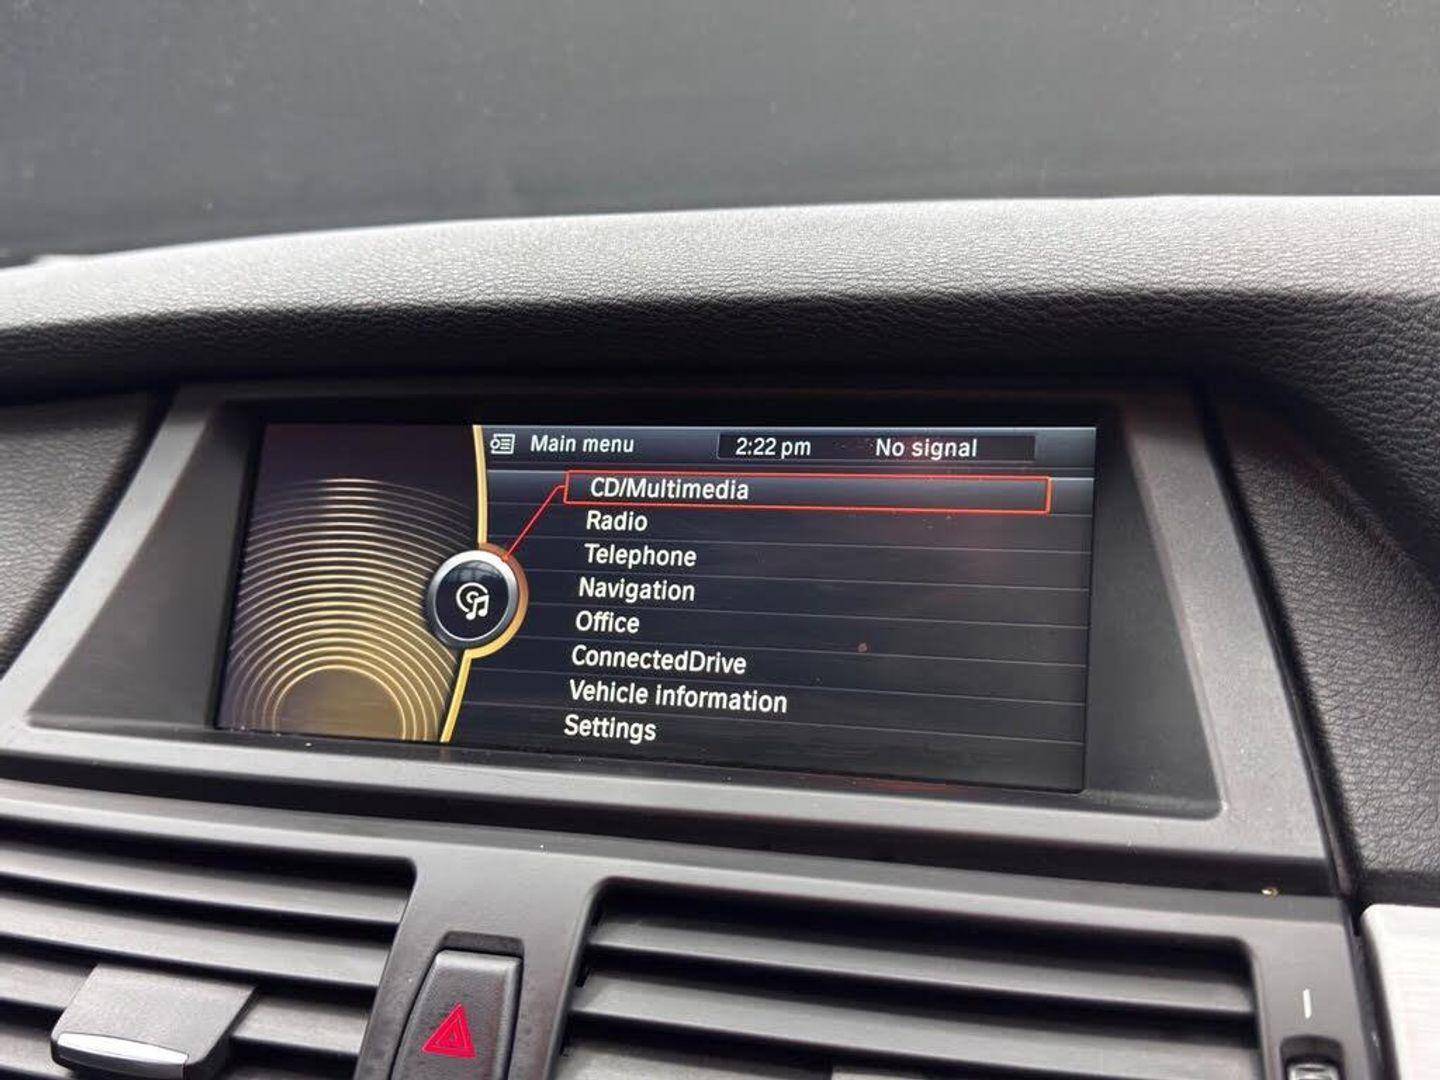 Main menu 2:22 pm No signal
CD/Multimedia
Radio
Telephone
Navigation
Office
ConnectedDrive
Vehicle information
Settings